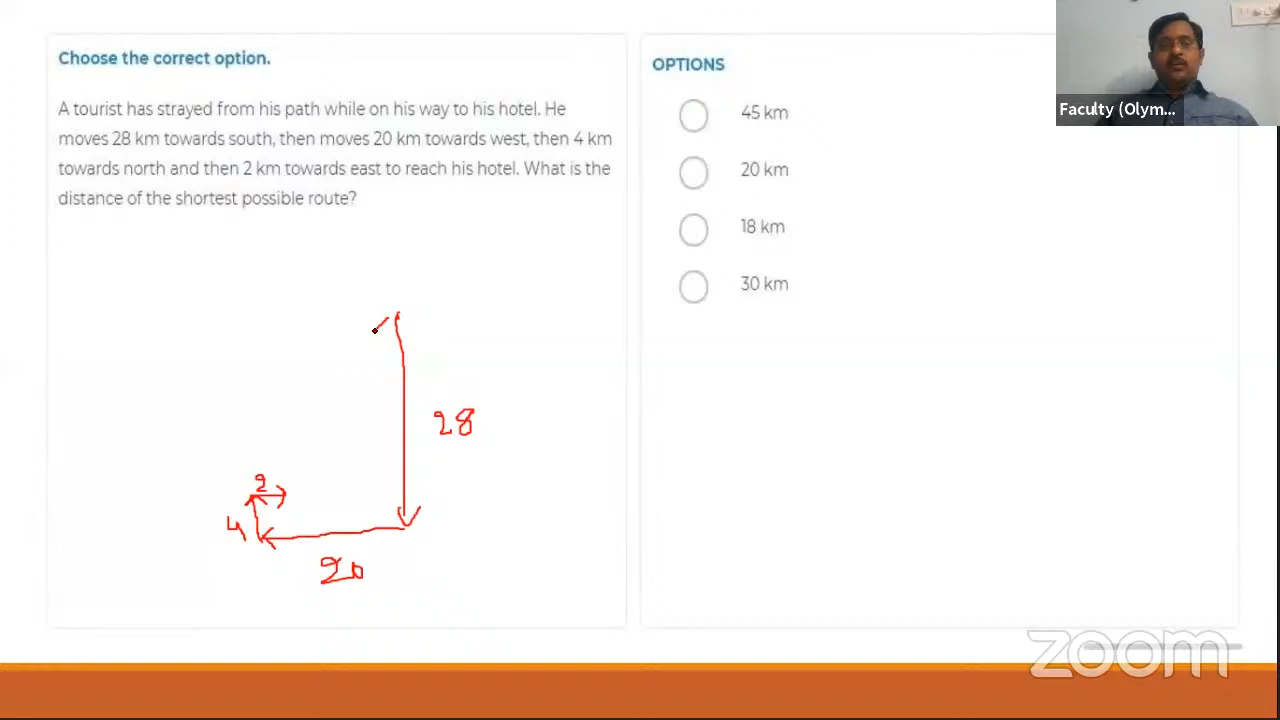 Choose the correct option.
A tourist has strayed from his path while on his way to his hotel. He
moves 28 km towards south, then moves 20 km towards west, then 4 km
towards north and then 2 km towards east to reach his hotel. What is the
distance of the shortest possible route?
OPTIONS
45 km
20 km
18 km
30 km
Faculty (Olym...
28
2
4
20
zoom